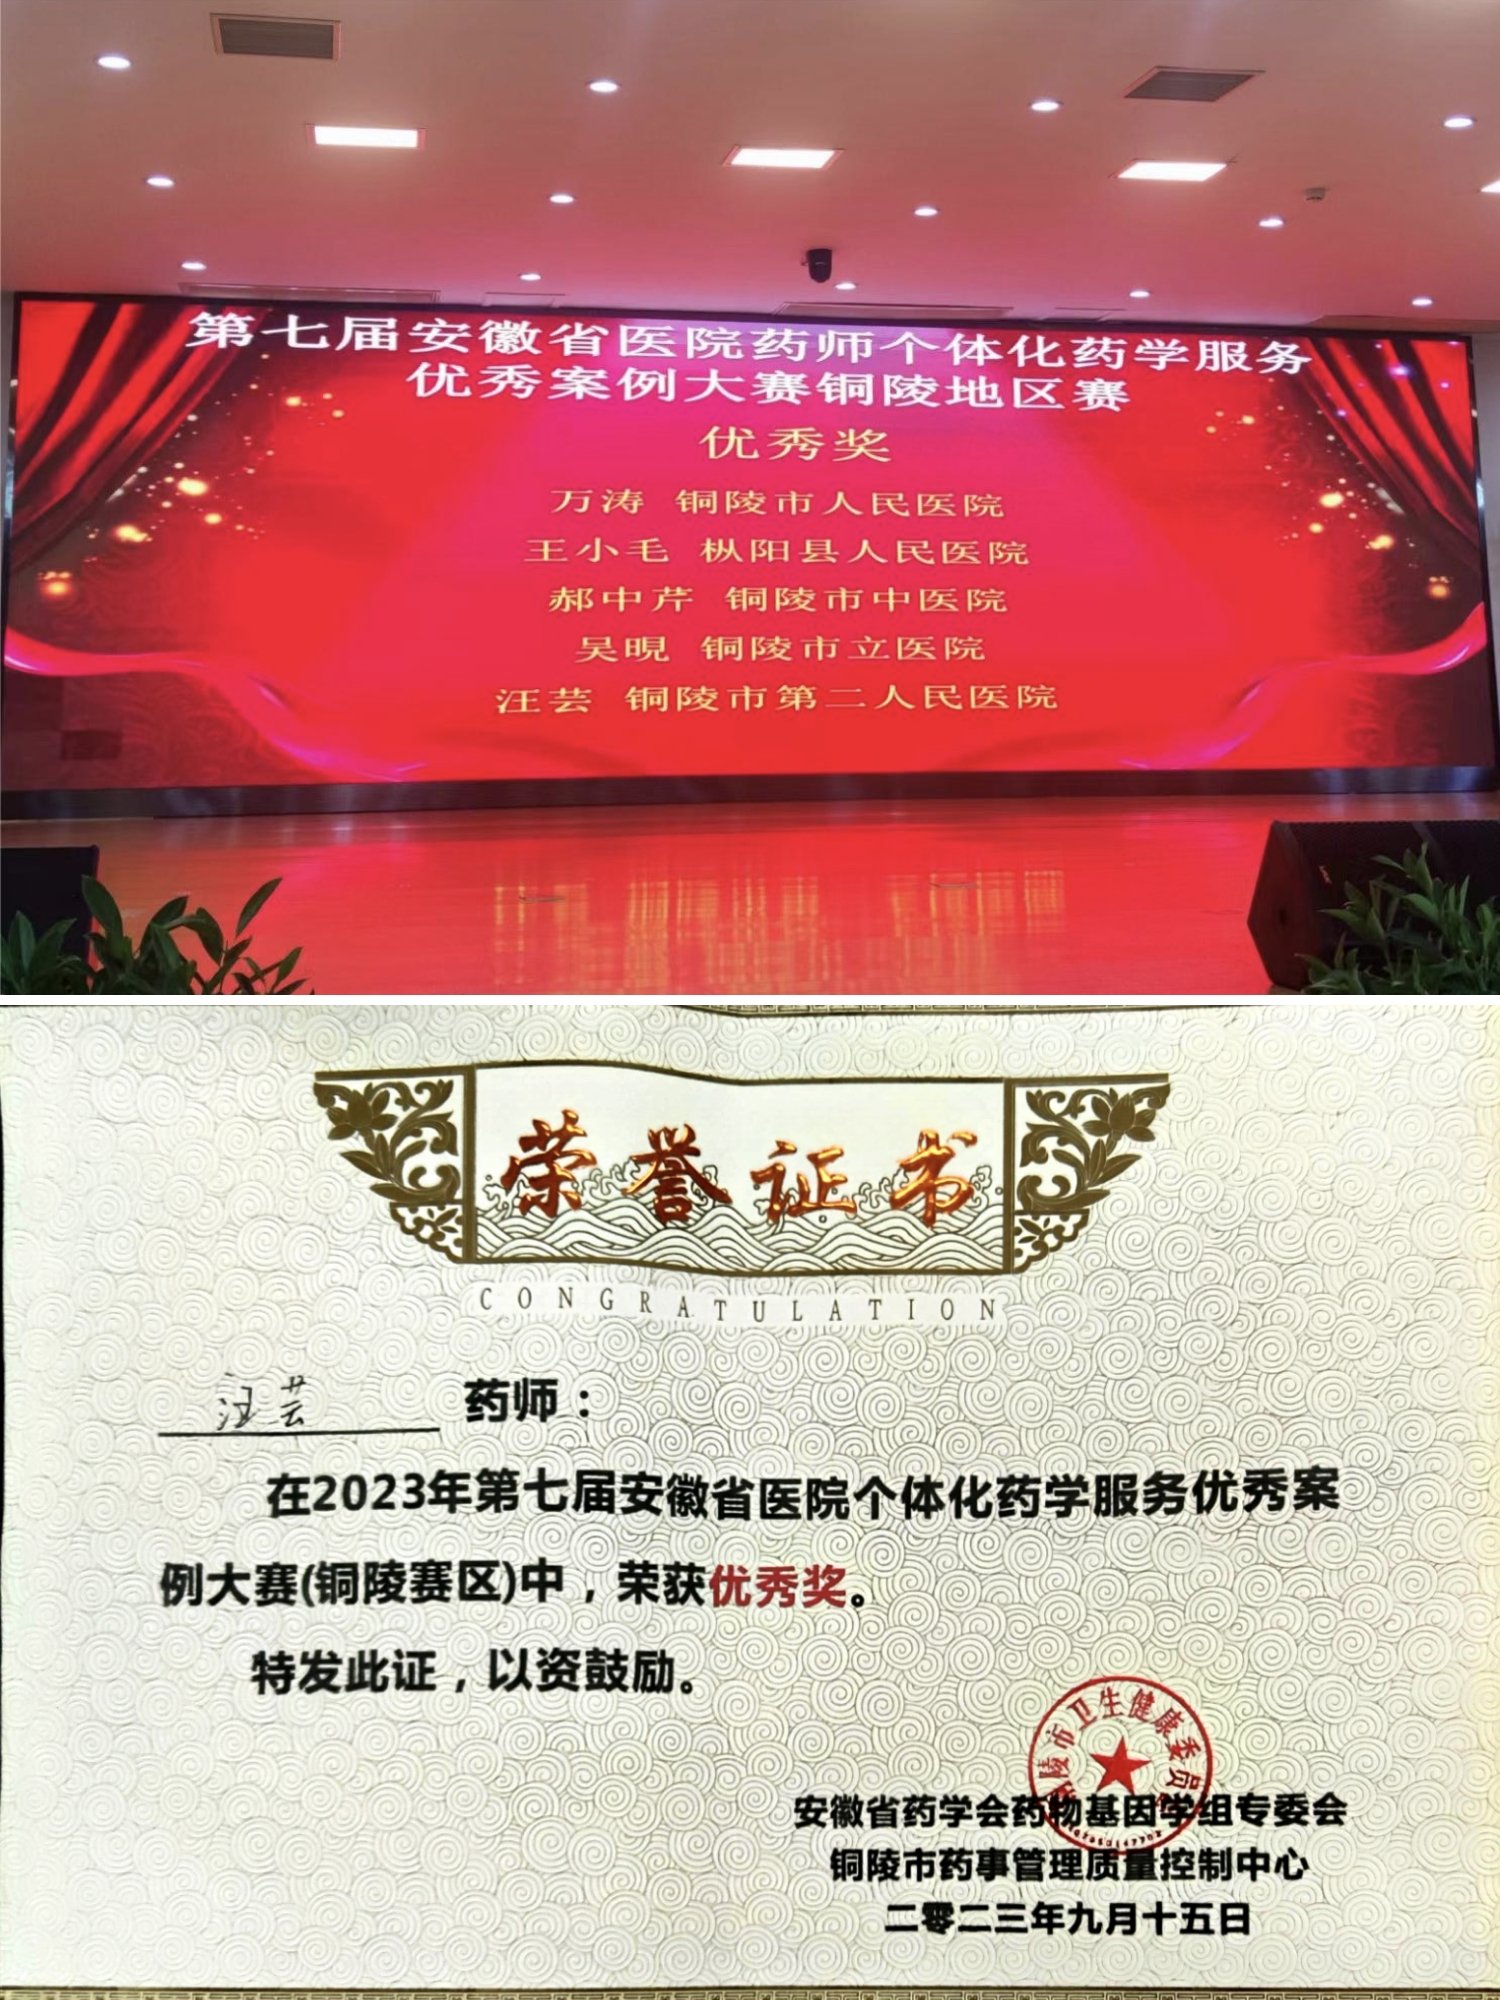 第七届安徽省医院药师个体化药学服务
优秀案例大赛铜陵地区赛
优秀奖
万涛 铜陵市人民医院
王小毛 枞阳县人民医院
郝中芹 铜陵市中医院
吴晛 铜陵市立医院
汪芸 铜陵市第二人民医院
荣誉证书
CONGRATULATION
汪芸 药师：
在2023年第七届安徽省医院个体化药学服务优秀案
例大赛(铜陵赛区)中，荣获优秀奖。
特发此证，以资鼓励。
陵市卫生健康委员
安徽省药学会药物基因学组专委会
铜陵市药事管理质量控制中心
二零二三年九月十五日